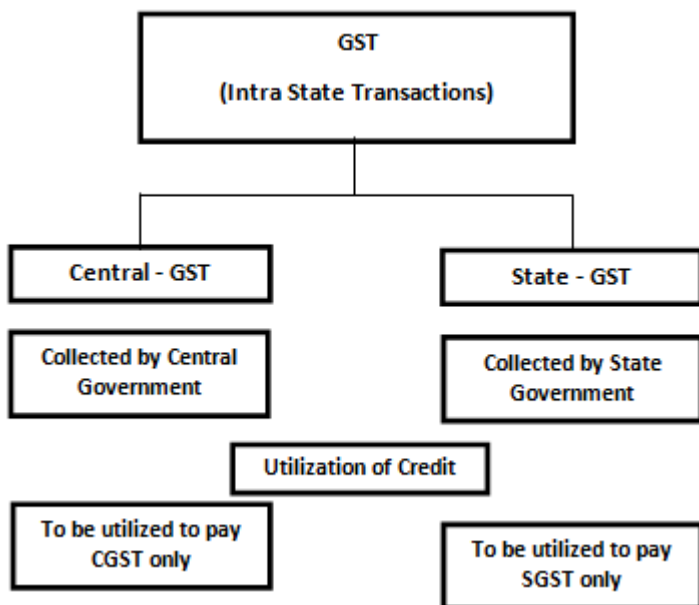 GST
(Intra State Transactions)
Central - GST
State - GST
Collected by Central
Government
Collected by State
Government
Utilization of Credit
To be utilized to pay
CGST only
To be utilized to pay
SGST only